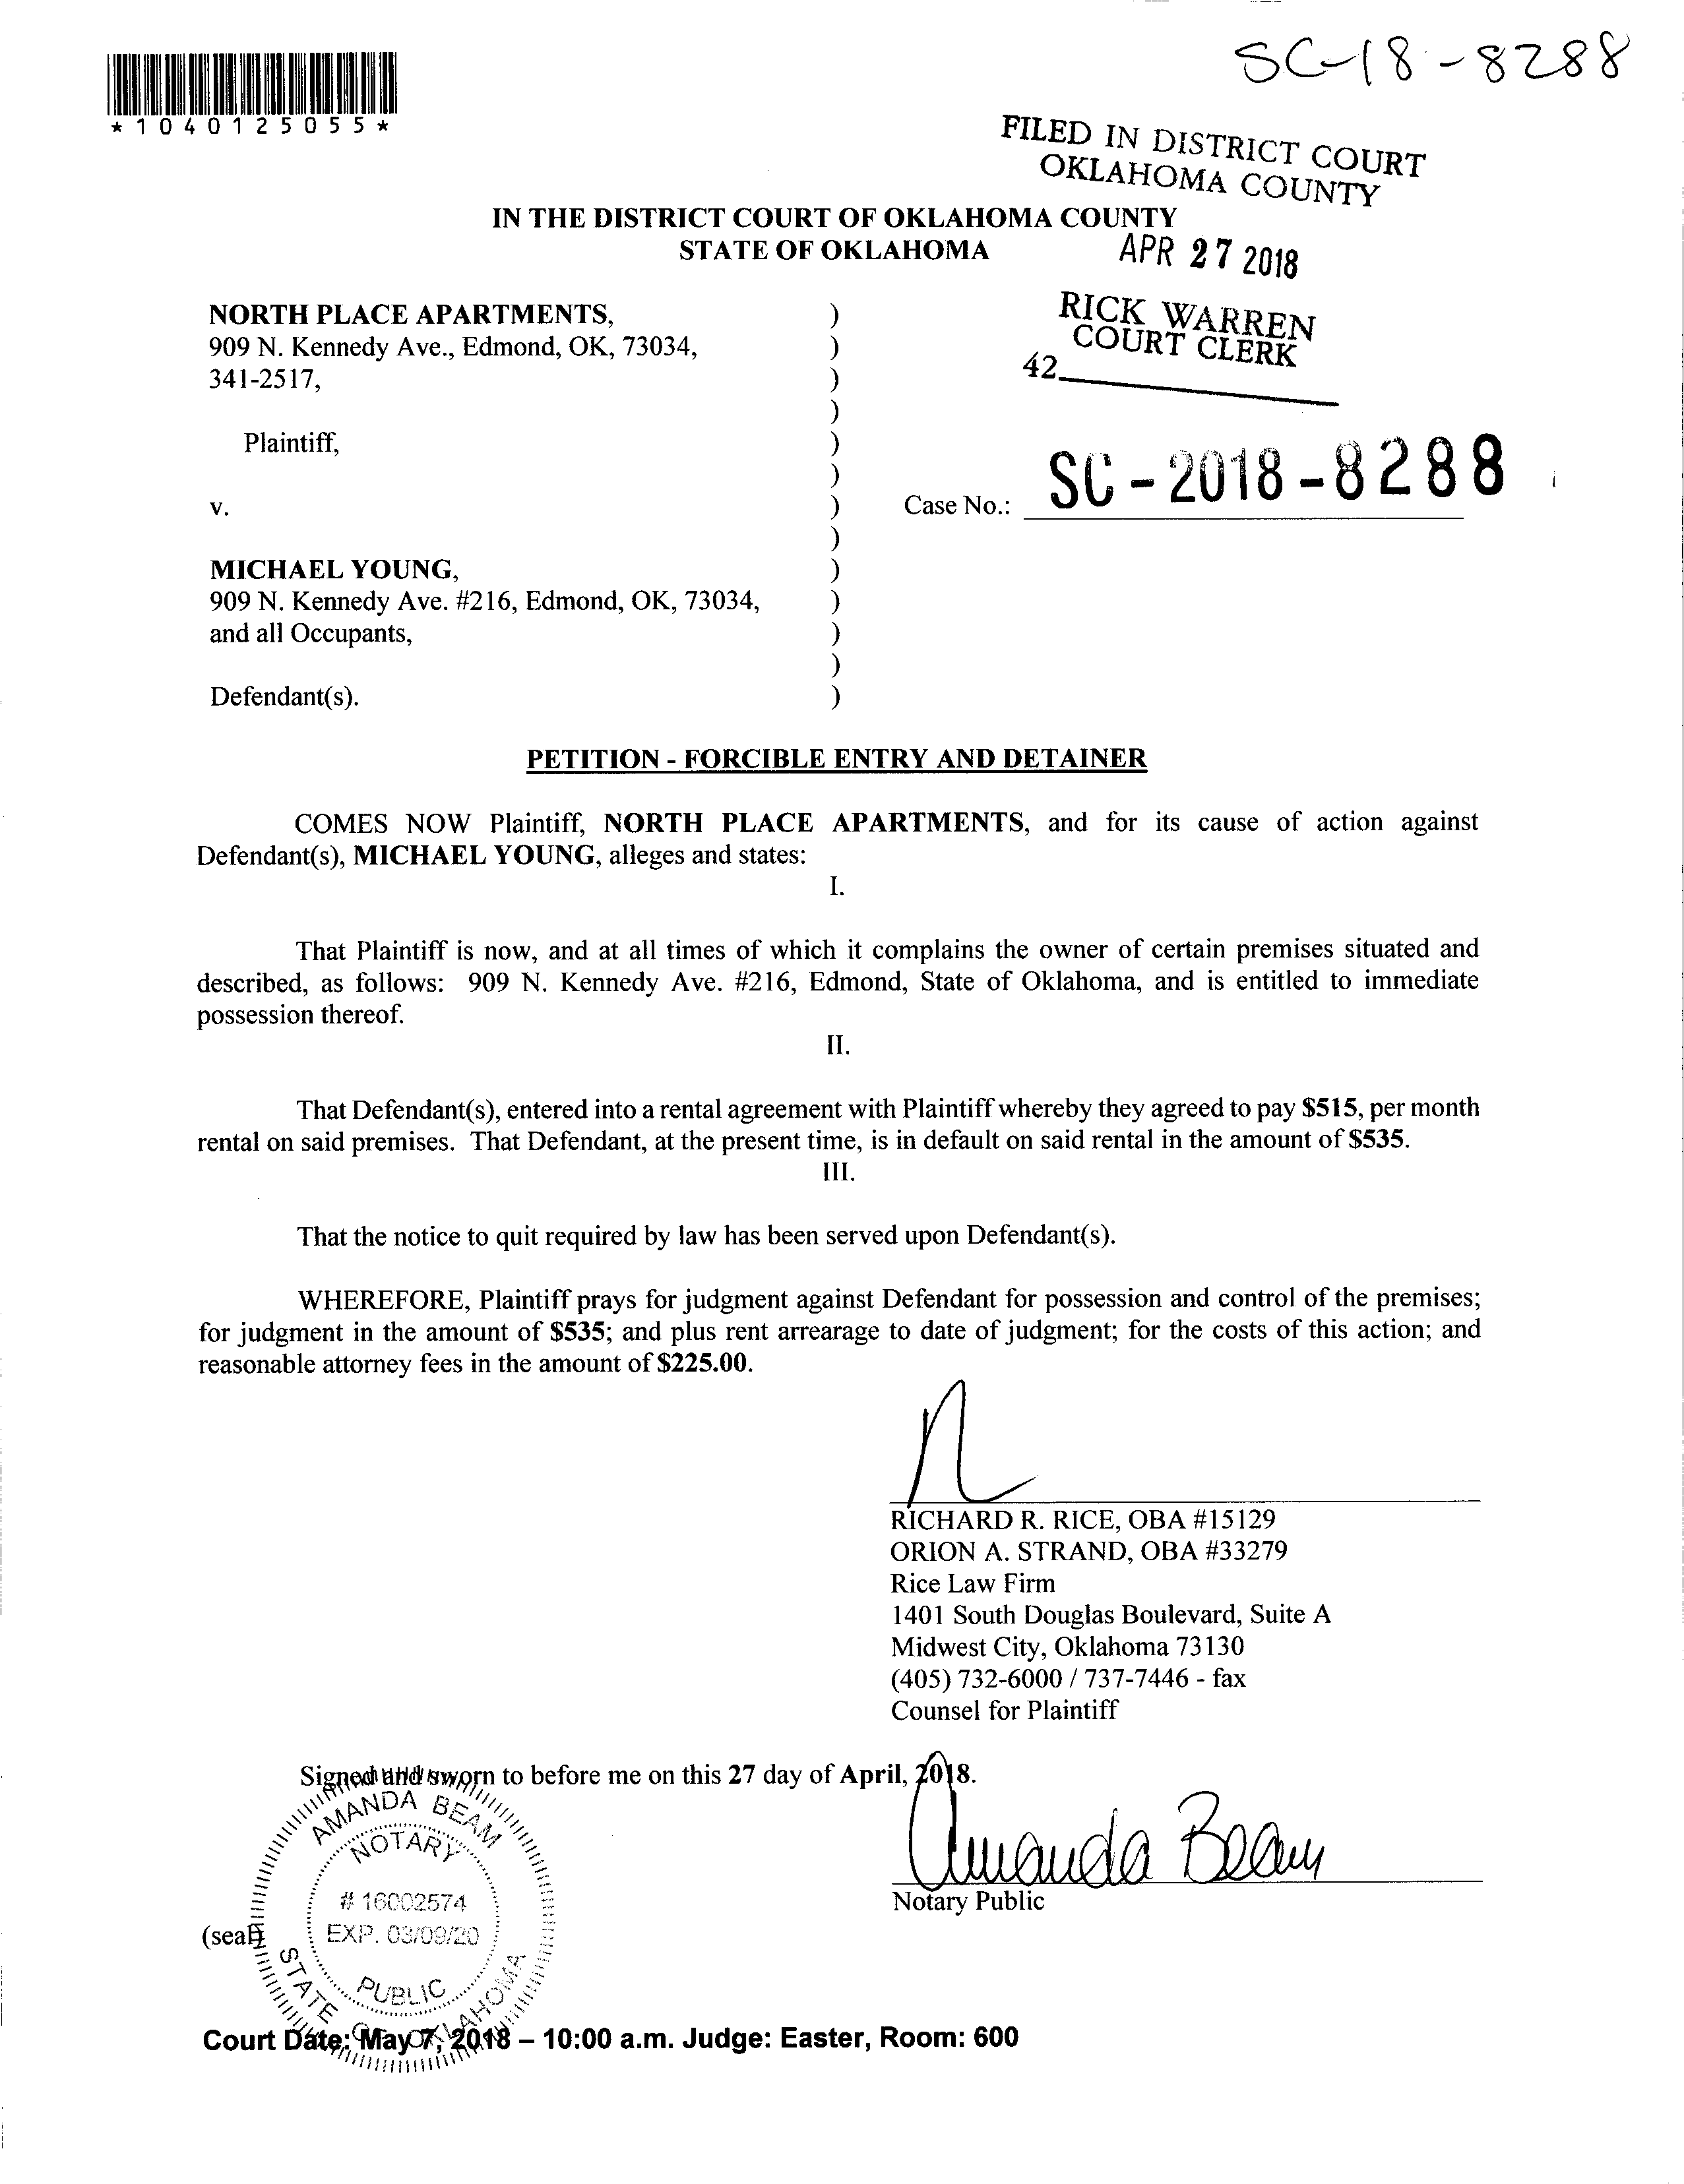 SC-18-8288
*1040125055*
FILED IN DISTRICT COURT
OKLAHOMA COUNTY
IN THE DISTRICT COURT OF OKLAHOMA COUNTY
STATE OF OKLAHOMA
APR 27 2018
RICK WARREN
COURT CLERK
42
NORTH PLACE APARTMENTS, )
909 N. Kennedy Ave., Edmond, OK, 73034, )
341-2517, )
)
Plaintiff, )
)
v. ) Case No.: SC-2018-8288
)
MICHAEL YOUNG, )
909 N. Kennedy Ave. #216, Edmond, OK, 73034, )
and all Occupants, )
)
Defendant(s). )
PETITION - FORCIBLE ENTRY AND DETAINER
COMES NOW Plaintiff, NORTH PLACE APARTMENTS, and for its cause of action against
Defendant(s), MICHAEL YOUNG, alleges and states:
I.
That Plaintiff is now, and at all times of which it complains the owner of certain premises situated and
described, as follows: 909 N. Kennedy Ave. #216, Edmond, State of Oklahoma, and is entitled to immediate
possession thereof.
II.
That Defendant(s), entered into a rental agreement with Plaintiff whereby they agreed to pay $515, per month
rental on said premises. That Defendant, at the present time, is in default on said rental in the amount of $535.
III.
That the notice to quit required by law has been served upon Defendant(s).
WHEREFORE, Plaintiff prays for judgment against Defendant for possession and control of the premises;
for judgment in the amount of $535; and plus rent arrearage to date of judgment; for the costs of this action; and
reasonable attorney fees in the amount of $225.00.
RICHARD R. RICE, OBA #15129
ORION A. STRAND, OBA #33279
Rice Law Firm
1401 South Douglas Boulevard, Suite A
Midwest City, Oklahoma 73130
(405) 732-6000 / 737-7446 - fax
Counsel for Plaintiff
Signed and sworn to before me on this 27 day of April, 2018.
Amanda Beam
Notary Public
AMANDA BEAM
NOTARY
# 16002574
EXP. 03/09/20
PUBLIC
STATE OF OKLAHOMA
(seal)
Court Date: May 7, 2018 – 10:00 a.m. Judge: Easter, Room: 600